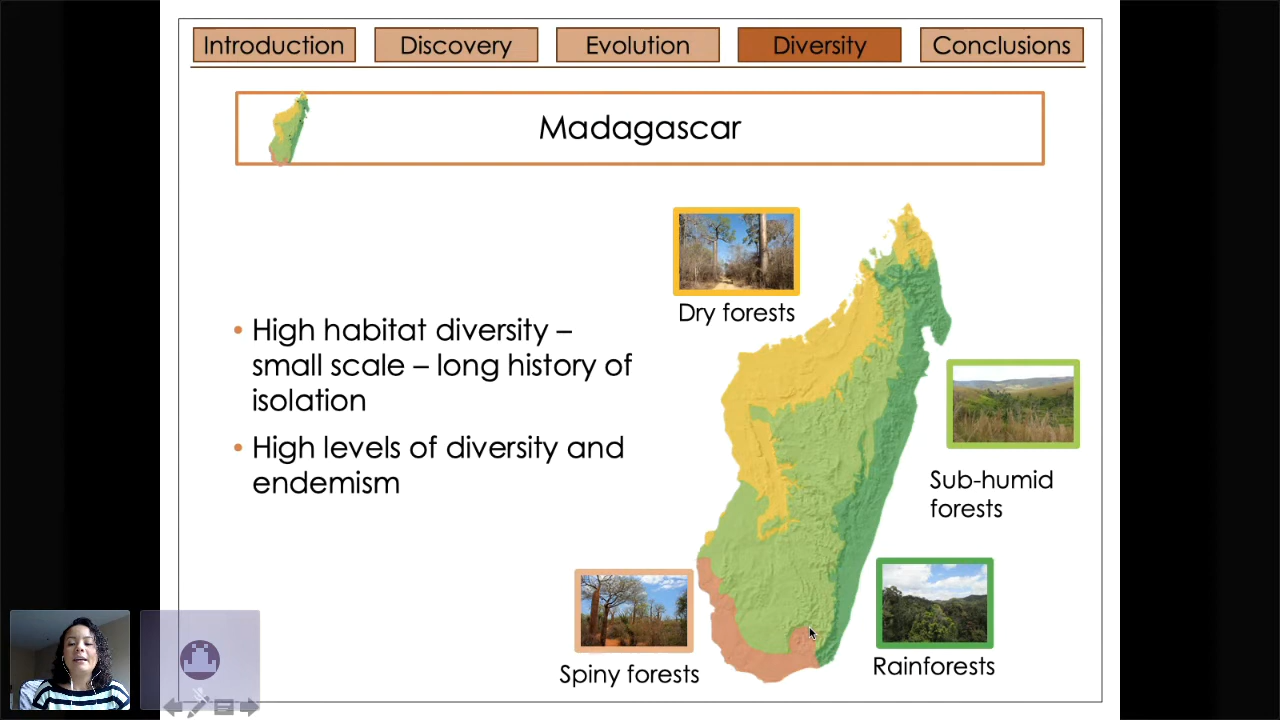 Introduction
Discovery
Evolution
Diversity
Conclusions
Madagascar
• High habitat diversity –
small scale – long history of
isolation
• High levels of diversity and
endemism
Dry forests
Sub-humid
forests
Spiny forests
Rainforests